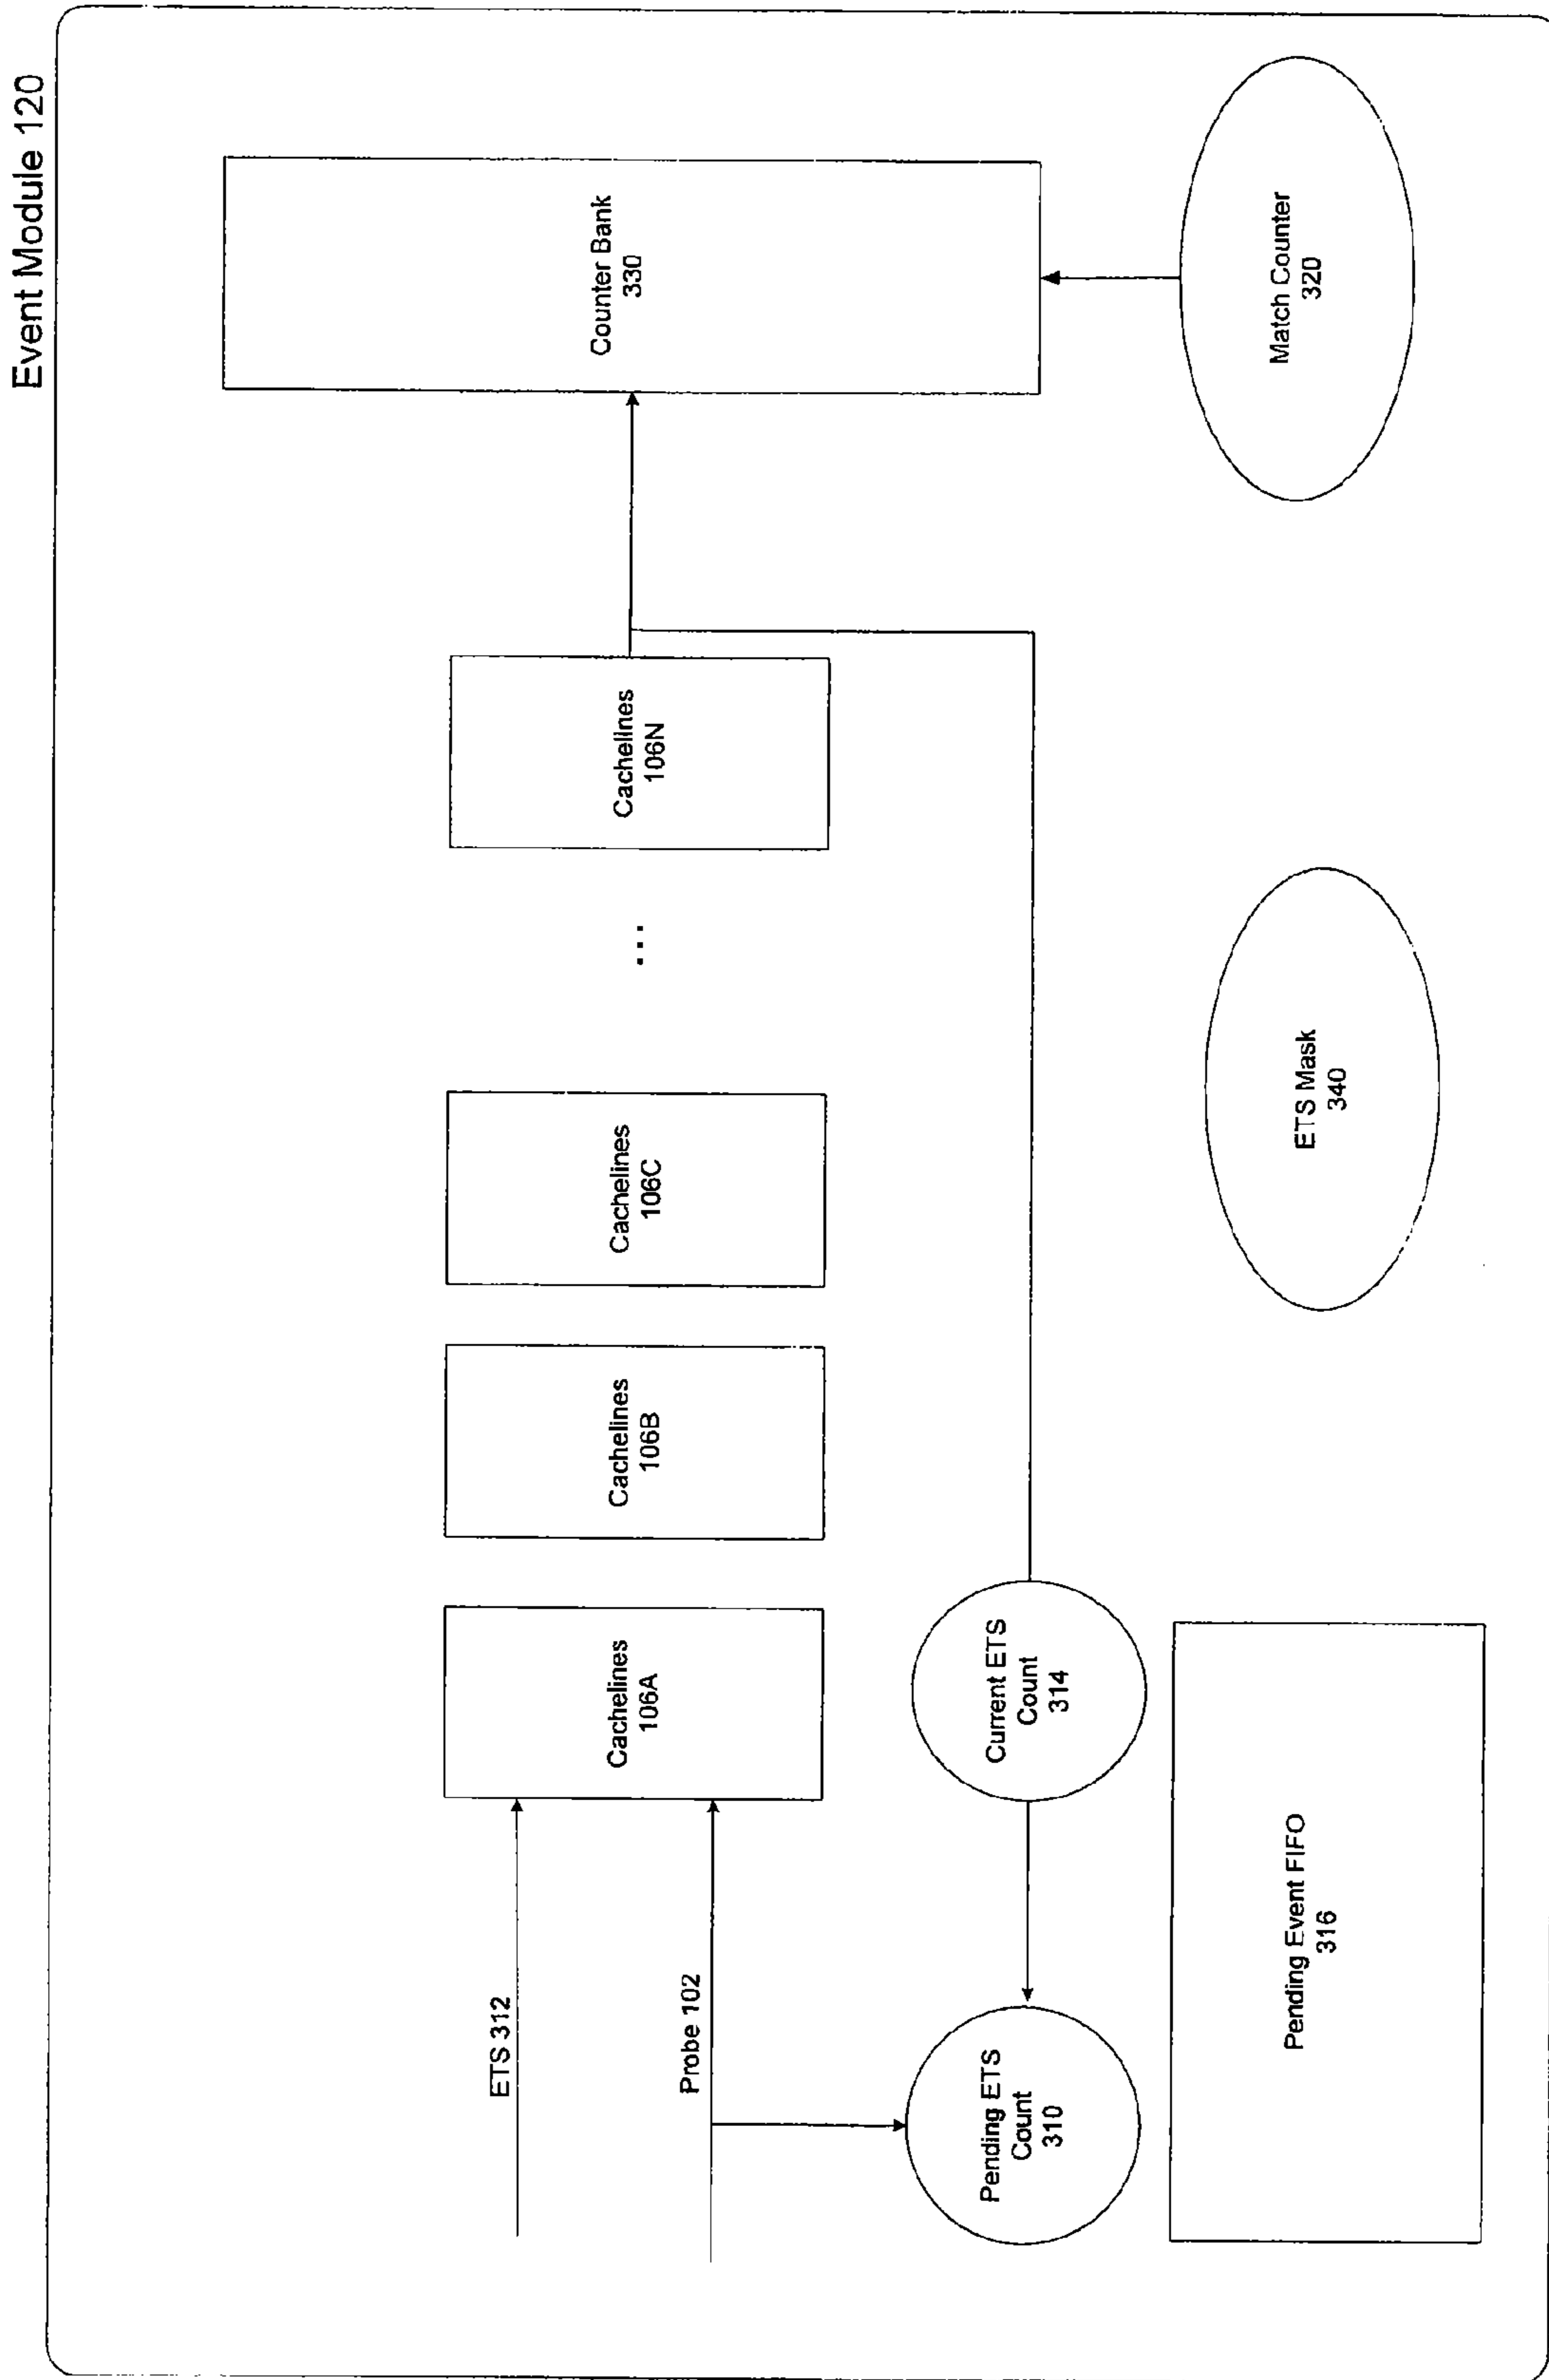 Event Module 120
ETS 312
Probe 102
Cachelines
106A
Cachelines
106B
Cachelines
106C
...
Cachelines
106N
Counter Bank
330
Pending ETS
Count
310
Current ETS
Count
314
Pending Event FIFO
316
ETS Mask
340
Match Counter
320